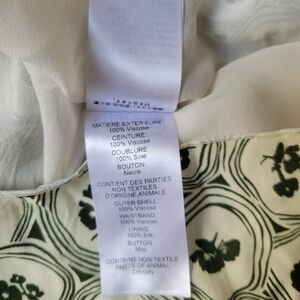 MATIERE EXTERIEURE
100% Viscose
CEINTURE:
100% Viscose
DOUBLURE
100% Soie
BOUTON:
Nacre
CONTIENT DES PARTIES
NON TEXTILES
D'ORIGINE ANIMALE
OUTER SHELL
100% Viscose
WAISTBAND
100% Viscose
LINING
100% Silk
BUTTON
Mop
CONTAINS NON-TEXTILE
PARTS OF ANIMAL
ORIGIN